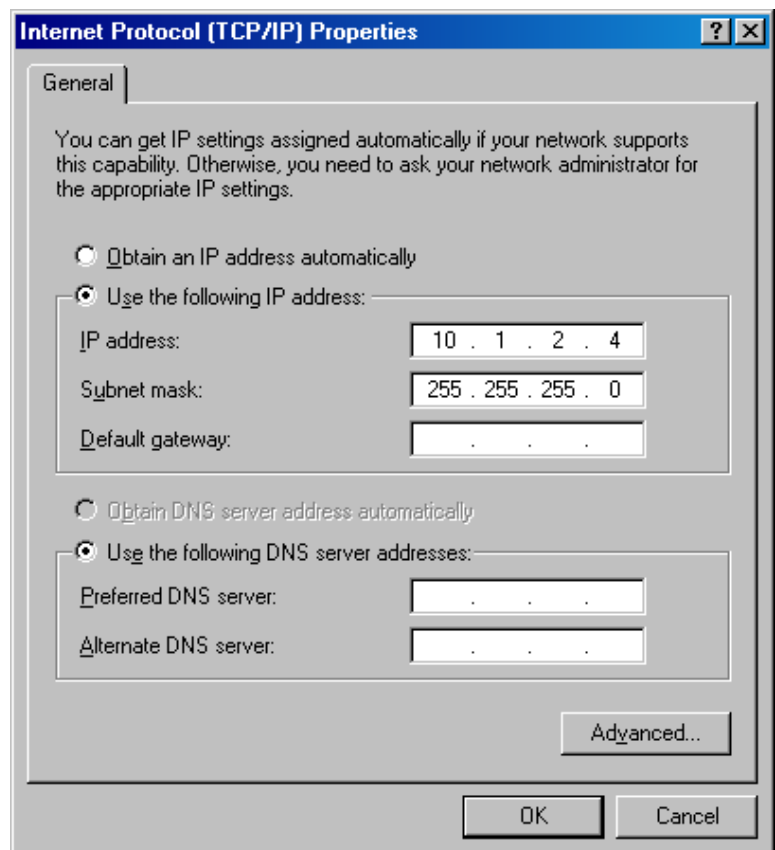 Internet Protocol (TCP/IP) Properties
General
You can get IP settings assigned automatically if your network supports
this capability. Otherwise, you need to ask your network administrator for
the appropriate IP settings.
Obtain an IP address automatically
Use the following IP address:
IP address: 10 . 1 . 2 . 4
Subnet mask: 255 . 255 . 255 . 0
Default gateway: . . .
Obtain DNS server address automatically
Use the following DNS server addresses:
Preferred DNS server: . . .
Alternate DNS server: . . .
Advanced...
OK Cancel